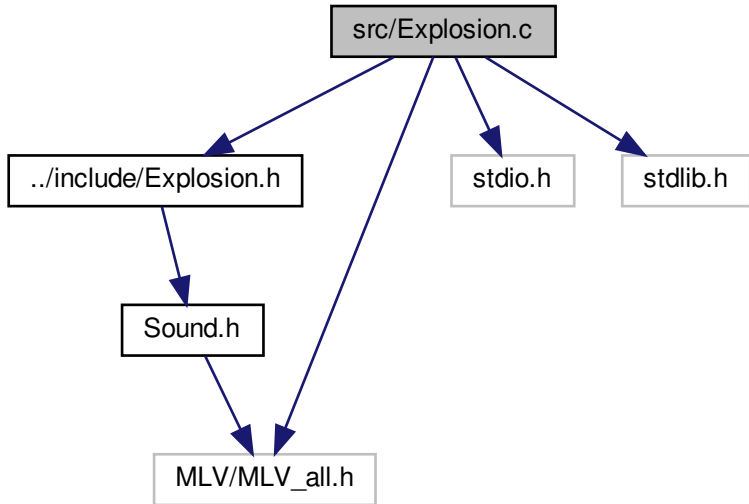 src/Explosion.c
../include/Explosion.h
stdio.h
stdlib.h
Sound.h
MLV/MLV_all.h